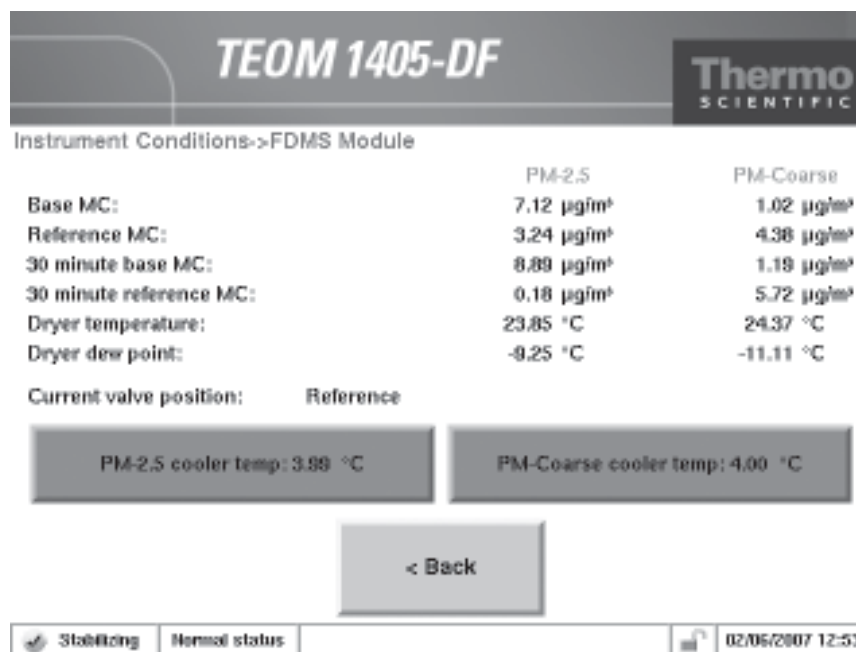 TEOM 1405-DF
Thermo
SCIENTIFIC
Instrument Conditions->FDMS Module
PM-2.5 PM-Coarse
Base MC: 7.12 µg/m³ 1.02 µg/m³
Reference MC: 3.24 µg/m³ 4.38 µg/m³
30 minute base MC: 8.89 µg/m³ 1.19 µg/m³
30 minute reference MC: 0.18 µg/m³ 5.72 µg/m³
Dryer temperature: 23.85 °C 24.37 °C
Dryer dew point: -9.25 °C -11.11 °C
Current valve position: Reference
PM-2.5 cooler temp: 3.99 °C PM-Coarse cooler temp: 4.00 °C
< Back
Stabilizing Normal status 02/06/2007 12:53